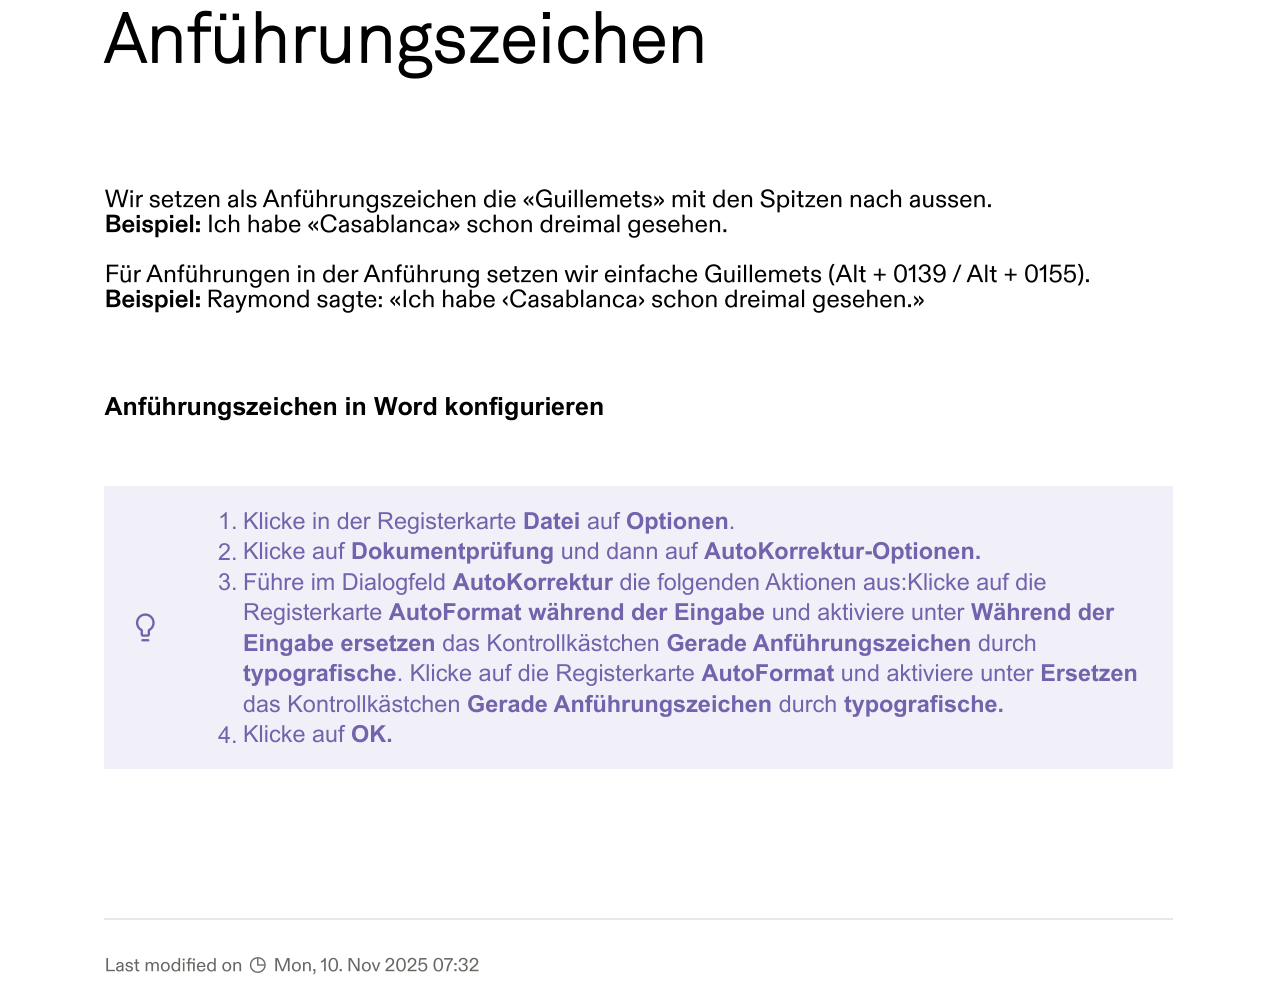 Anführungszeichen
Wir setzen als Anführungszeichen die «Guillemets» mit den Spitzen nach aussen.
Beispiel: Ich habe «Casablanca» schon dreimal gesehen.
Für Anführungen in der Anführung setzen wir einfache Guillemets (Alt + 0139 / Alt + 0155).
Beispiel: Raymond sagte: «Ich habe ‹Casablanca› schon dreimal gesehen.»
Anführungszeichen in Word konfigurieren
1. Klicke in der Registerkarte Datei auf Optionen.
2. Klicke auf Dokumentprüfung und dann auf AutoKorrektur-Optionen.
3. Führe im Dialogfeld AutoKorrektur die folgenden Aktionen aus:Klicke auf die
Registerkarte AutoFormat während der Eingabe und aktiviere unter Während der
Eingabe ersetzen das Kontrollkästchen Gerade Anführungszeichen durch
typografische. Klicke auf die Registerkarte AutoFormat und aktiviere unter Ersetzen
das Kontrollkästchen Gerade Anführungszeichen durch typografische.
4. Klicke auf OK.
Last modified on Mon, 10. Nov 2025 07:32